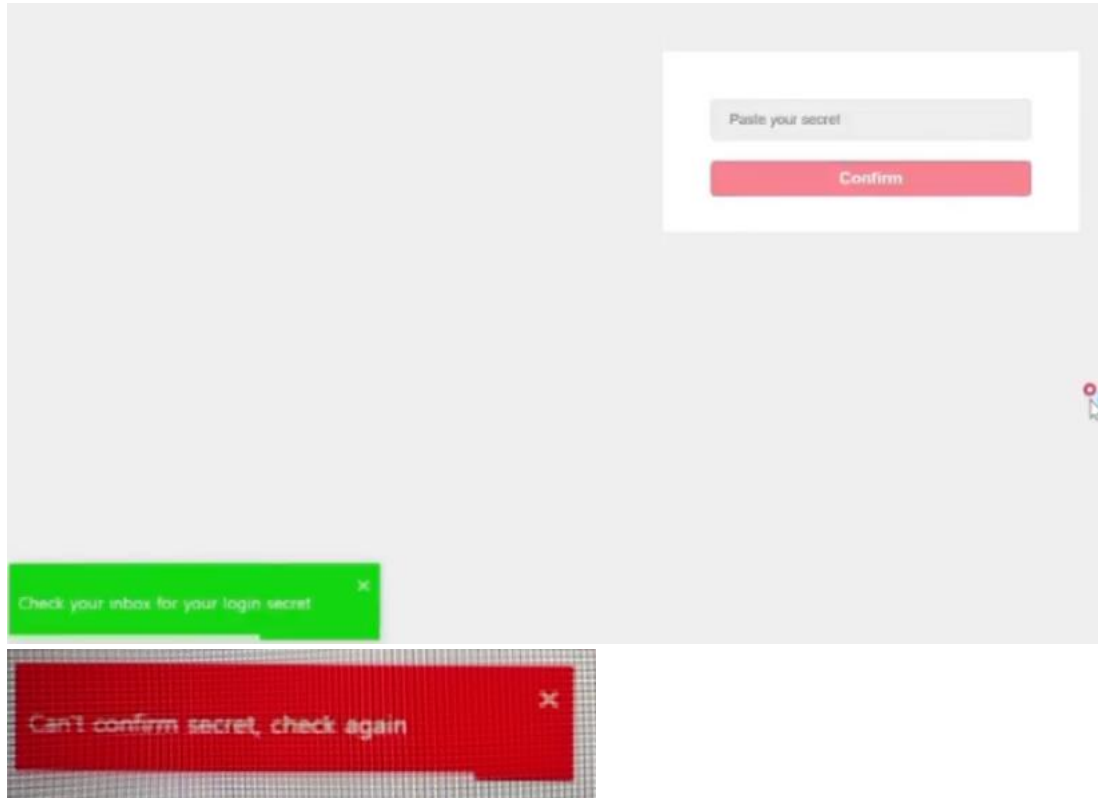 Paste your secret
Confirm
Check your inbox for your login secret
Can't confirm secret, check again